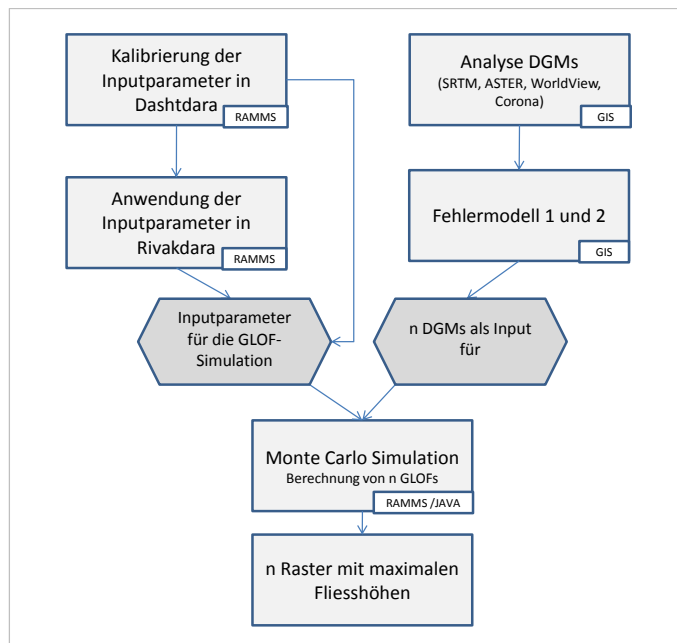 Kalibrierung der
Inputparameter in
Dashtdara
RAMMS
Analyse DGMs
(SRTM, ASTER, WorldView,
Corona)
GIS
Anwendung der
Inputparameter in
Rivakdara
RAMMS
Fehlermodell 1 und 2
GIS
Inputparameter
für die GLOF-
Simulation
n DGMs als Input
für
Monte Carlo Simulation
Berechnung von n GLOFs
RAMMS /JAVA
n Raster mit maximalen
Fliesshöhen